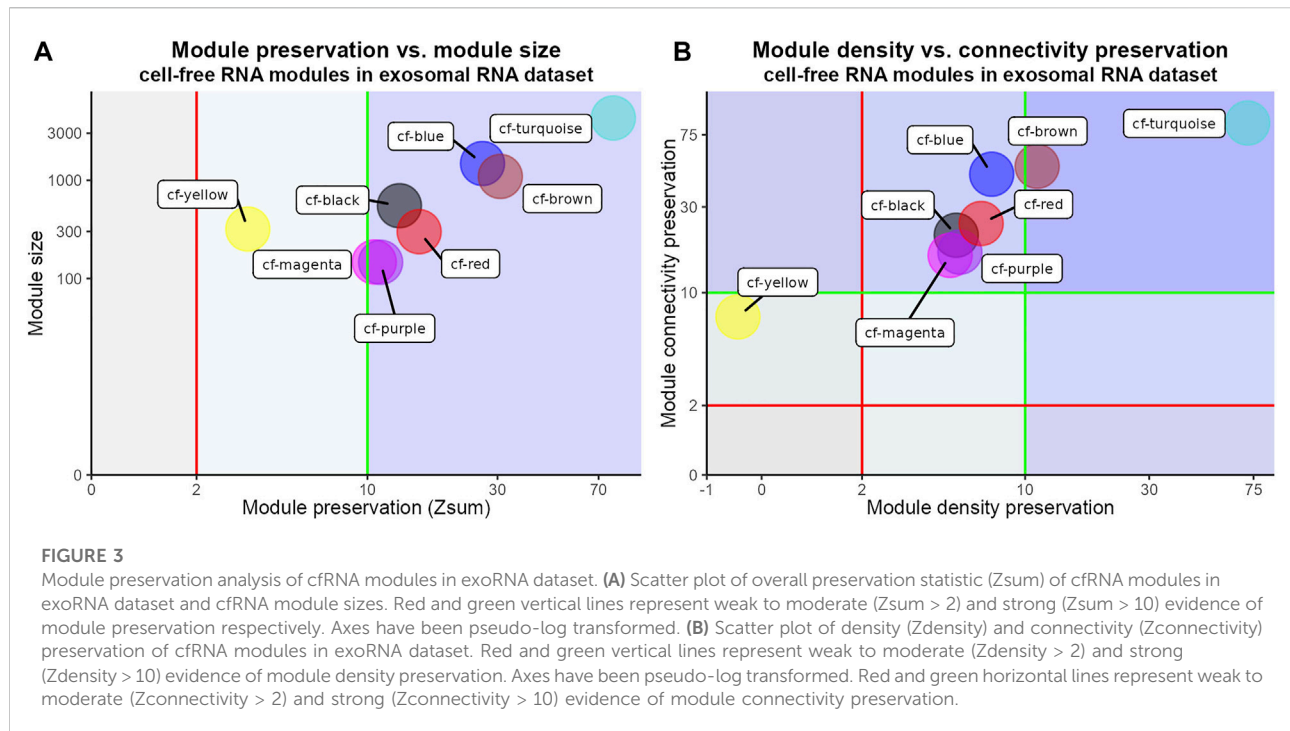 A
Module preservation vs. module size
cell-free RNA modules in exosomal RNA dataset
Module size
3000
1000
300
100
0
cf-turquoise
cf-blue
cf-yellow
cf-black
cf-brown
cf-magenta
cf-red
cf-purple
0
2
10
30
70
Module preservation (Zsum)
B
Module density vs. connectivity preservation
cell-free RNA modules in exosomal RNA dataset
Module connectivity preservation
75
30
10
2
0
cf-turquoise
cf-brown
cf-blue
cf-black
cf-red
cf-purple
cf-yellow
cf-magenta
-1
0
2
10
30
75
Module density preservation
FIGURE 3
Module preservation analysis of cfRNA modules in exoRNA dataset. (A) Scatter plot of overall preservation statistic (Zsum) of cfRNA modules in
exoRNA dataset and cfRNA module sizes. Red and green vertical lines represent weak to moderate (Zsum > 2) and strong (Zsum > 10) evidence of
module preservation respectively. Axes have been pseudo-log transformed. (B) Scatter plot of density (Zdensity) and connectivity (Zconnectivity)
preservation of cfRNA modules in exoRNA dataset. Red and green vertical lines represent weak to moderate (Zdensity > 2) and strong
(Zdensity > 10) evidence of module density preservation. Axes have been pseudo-log transformed. Red and green horizontal lines represent weak to
moderate (Zconnectivity > 2) and strong (Zconnectivity > 10) evidence of module connectivity preservation.